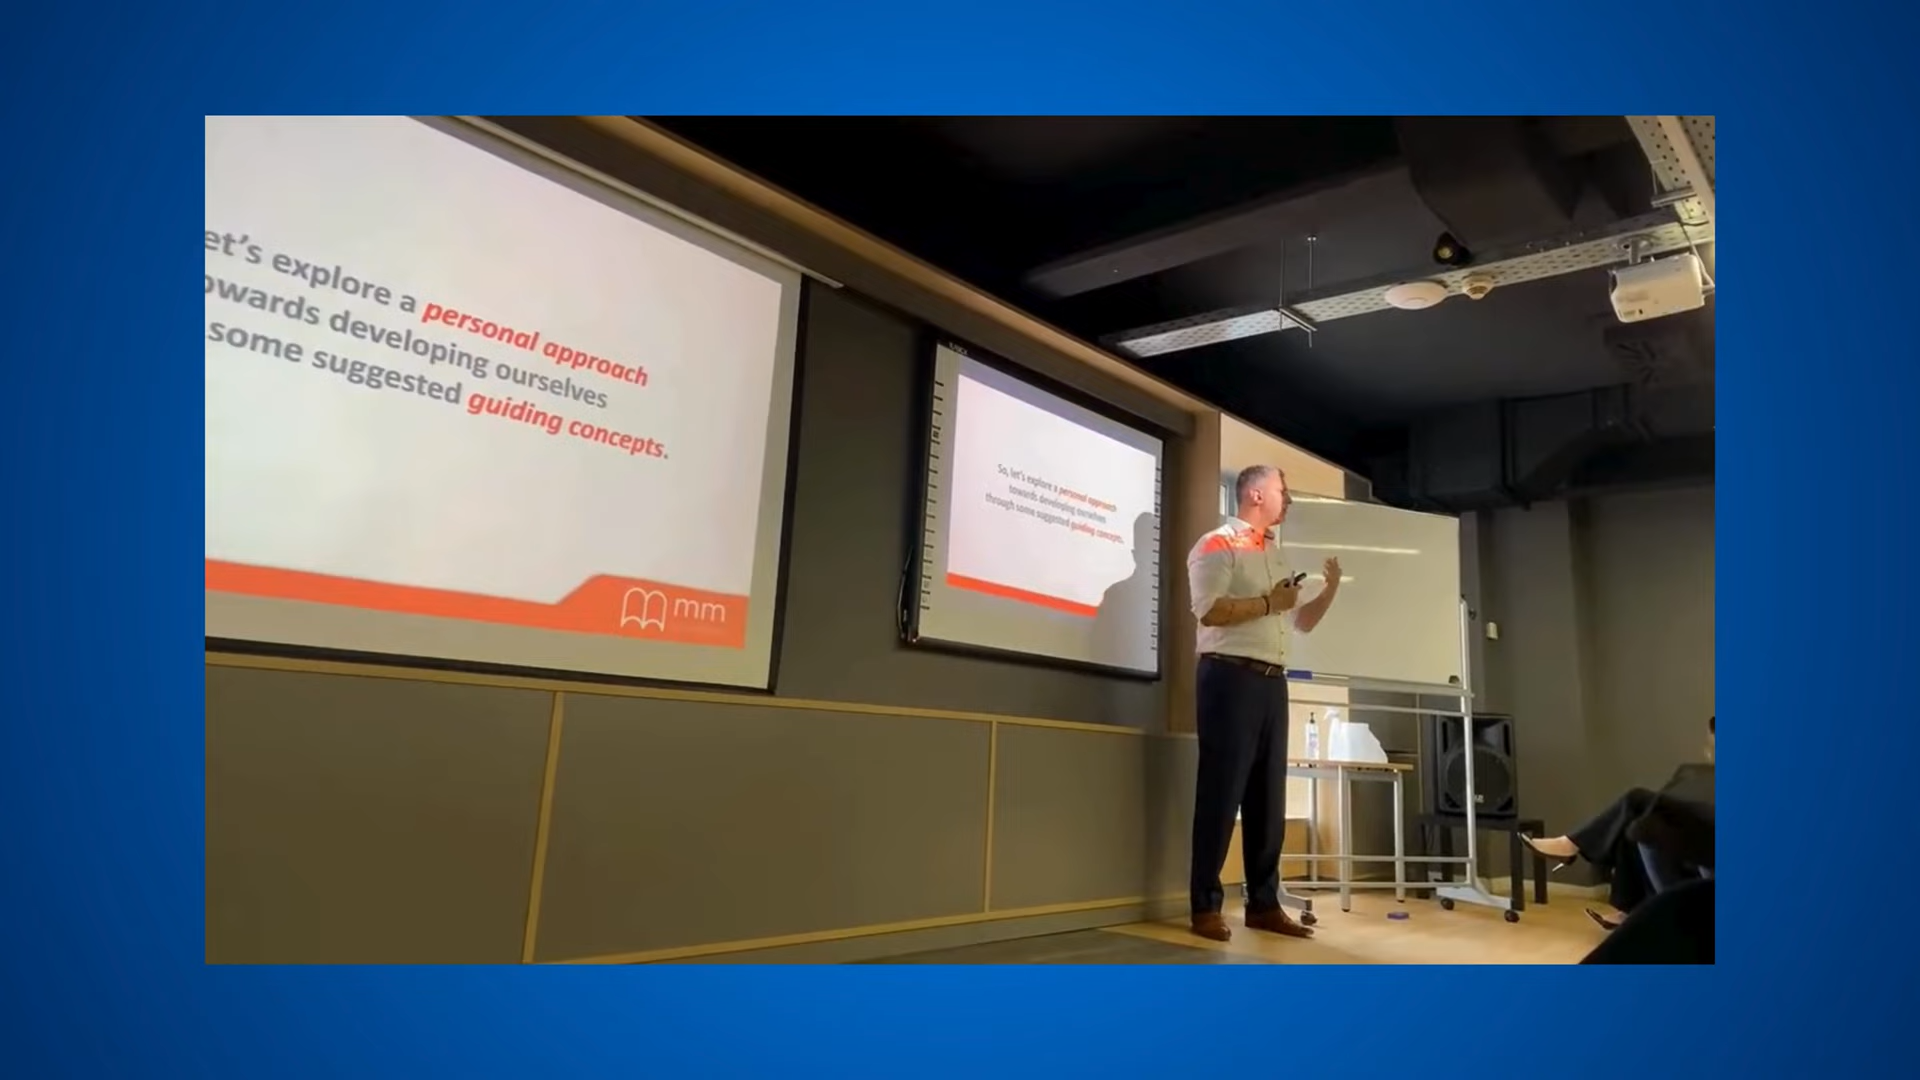 et's explore a personal approach
owards developing ourselves
some suggested guiding concepts.
mm
So, let's explore a personal approach
towards developing ourselves
through some suggested guiding concepts.